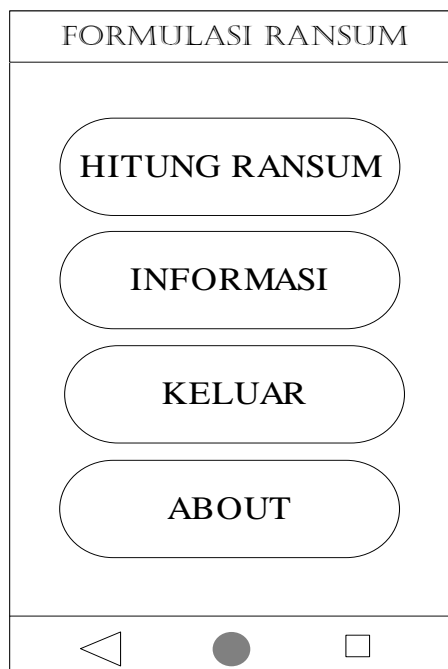 FORMULASI RANSUM
HITUNG RANSUM
INFORMASI
KELUAR
ABOUT